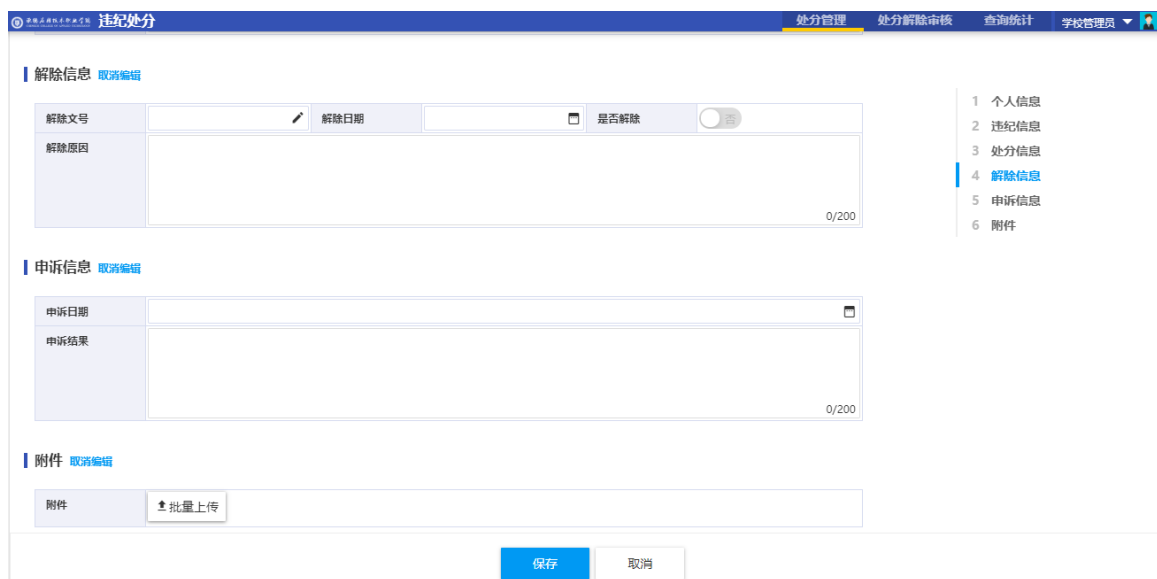 违纪处分 处分管理 处分解除审核 查询统计 学校管理员
解除信息 取消编辑
解除文号 解除日期 是否解除 否
解除原因
0/200
申诉信息 取消编辑
申诉日期
申诉结果
0/200
附件 取消编辑
附件 批量上传
1 个人信息
2 违纪信息
3 处分信息
4 解除信息
5 申诉信息
6 附件
保存 取消